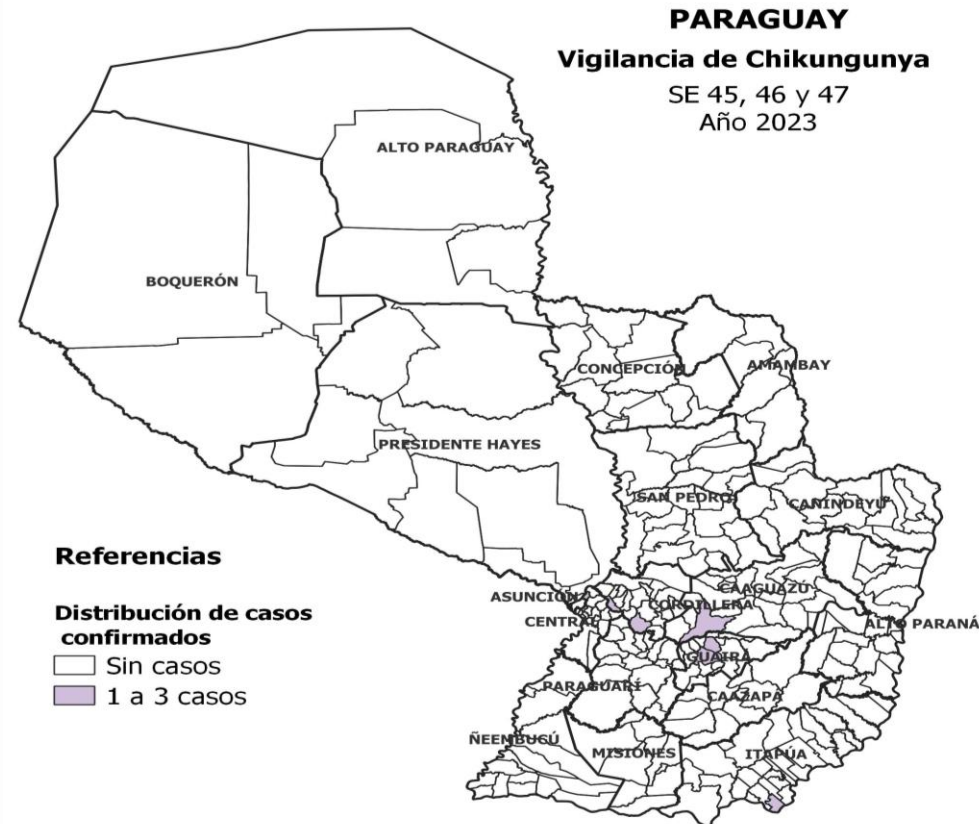 PARAGUAY
Vigilancia de Chikungunya
SE 45, 46 y 47
Año 2023
ALTO PARAGUAY
BOQUERÓN
CONCEPCIÓN
AMAMBAY
PRESIDENTE HAYES
SAN PEDRO
CANINDEYÚ
ASUNCIÓN
CAAGUAZÚ
CORDILLERA
CENTRAL
ALTO PARANÁ
GUAIRÁ
PARAGUARÍ
CAAZAPÁ
ÑEEMBUCÚ
MISIONES
ITAPÚA
Referencias
Distribución de casos
confirmados
Sin casos
1 a 3 casos